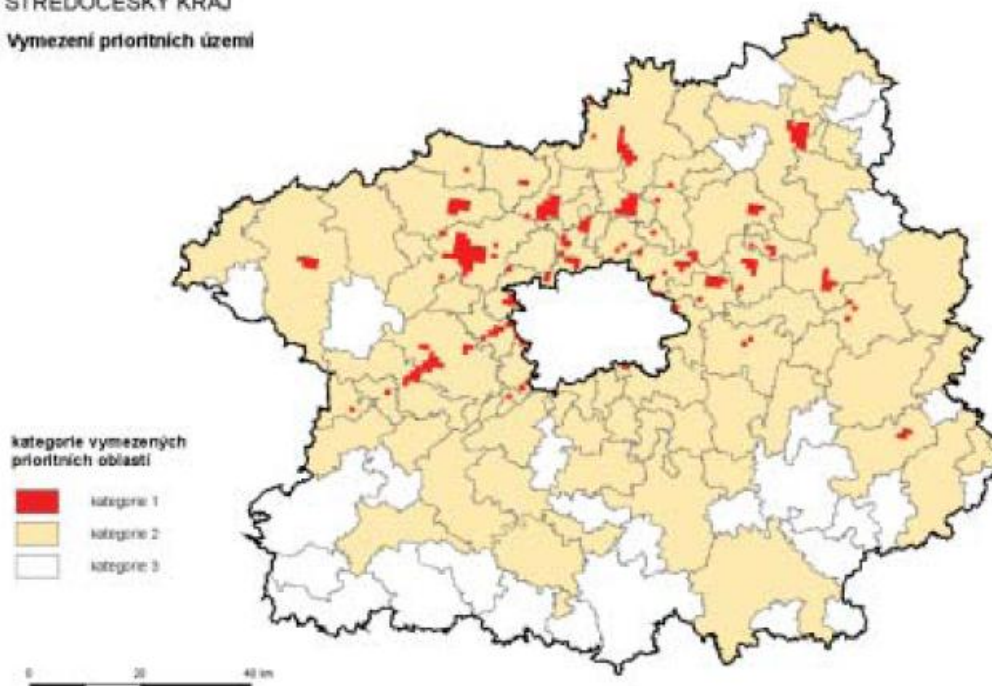 STŘEDOČESKÝ KRAJ
Vymezení prioritních území
kategorie vymezených
prioritních oblastí
kategorie 1
kategorie 2
kategorie 3
0 20 40 km